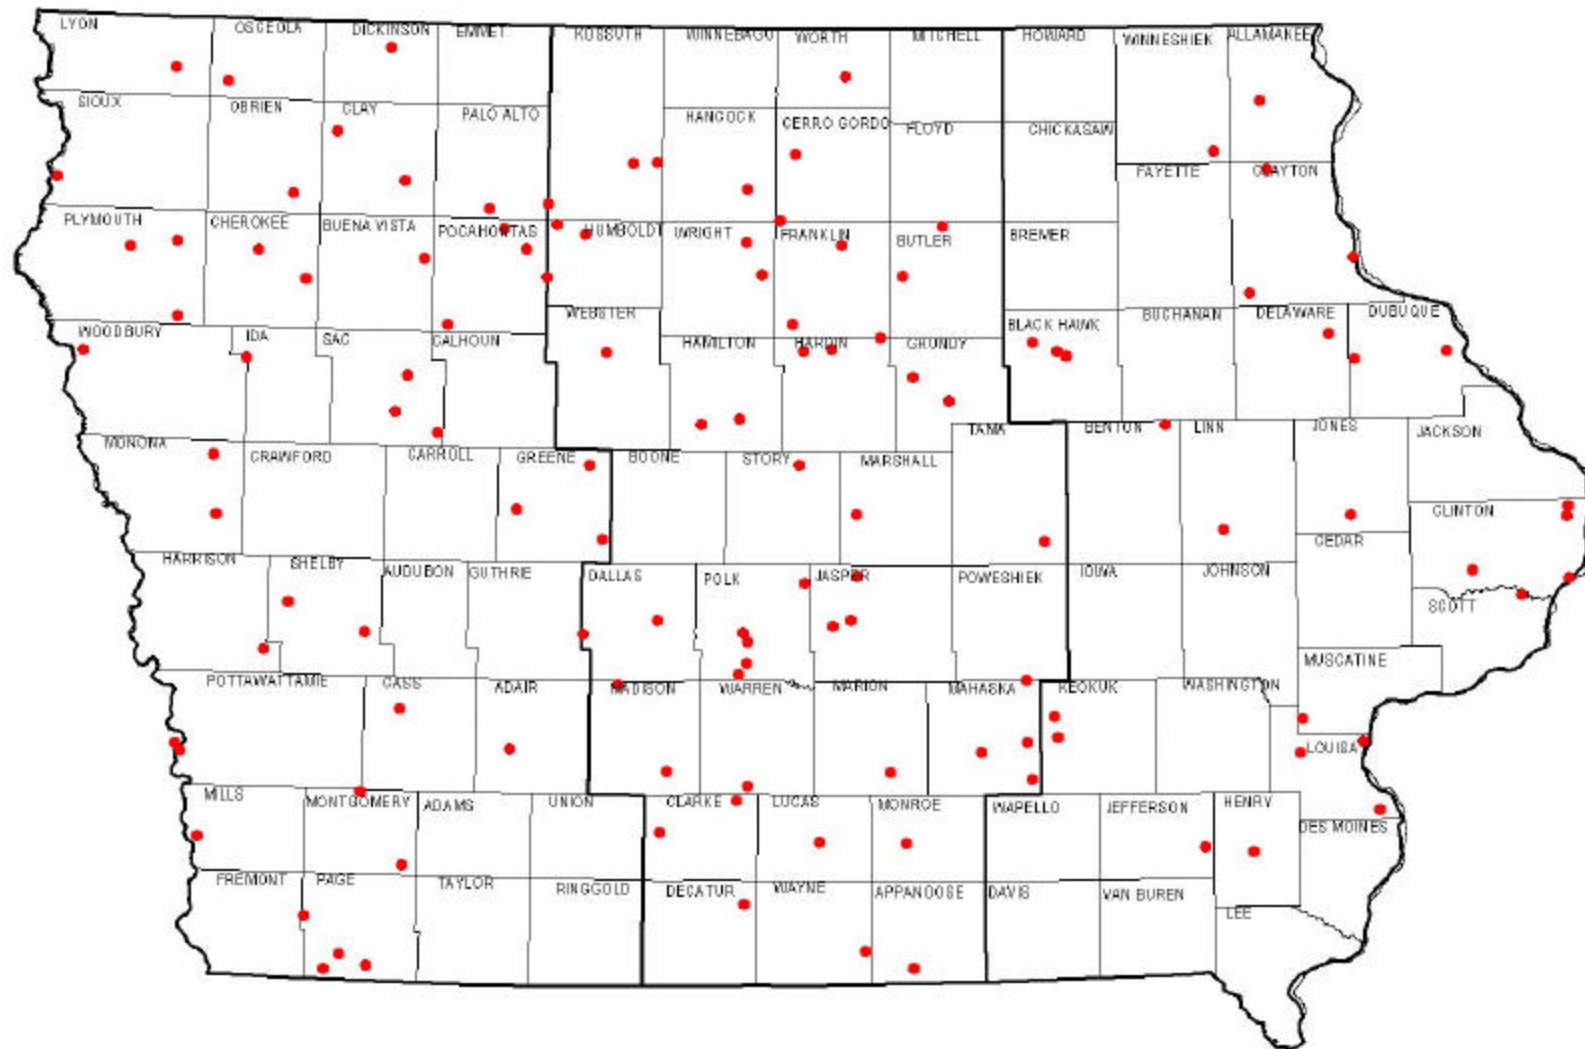 LYON
OSCEOLA
DICKINSON
EMMET
KOSSUTH
WINNEBAGO
WORTH
MITCHELL
HOWARD
WINNESHIEK
ALLAMAKEE
SIOUX
OBRIEN
CLAY
PALO ALTO
HANCOCK
CERRO GORDO
FLOYD
CHICKASAW
FAYETTE
CLAYTON
PLYMOUTH
CHEROKEE
BUENA VISTA
POCAHONTAS
HUMBOLDT
WRIGHT
FRANKLIN
BUTLER
BREMER
WOODBURY
IDA
SAC
CALHOUN
WEBSTER
HAMILTON
HARDIN
GRUNDY
BLACK HAWK
BUCHANAN
DELAWARE
DUBUQUE
MONONA
CRAWFORD
CARROLL
GREENE
BOONE
STORY
MARSHALL
TAMA
BENTON
LINN
JONES
JACKSON
CLINTON
HARRISON
SHELBY
AUDUBON
GUTHRIE
DALLAS
POLK
JASPER
POWESHIEK
IOWA
JOHNSON
CEDAR
SCOTT
POTTAWATTAMIE
CASS
ADAIR
MADISON
WARREN
MARION
MAHASKA
KEOKUK
WASHINGTON
MUSCATINE
LOUISA
MILLS
MONTGOMERY
ADAMS
UNION
CLARKE
LUCAS
MONROE
WAPELLO
JEFFERSON
HENRY
DES MOINES
FREMONT
PAGE
TAYLOR
RINGGOLD
DECATUR
WAYNE
APPANOOSE
DAVIS
VAN BUREN
LEE